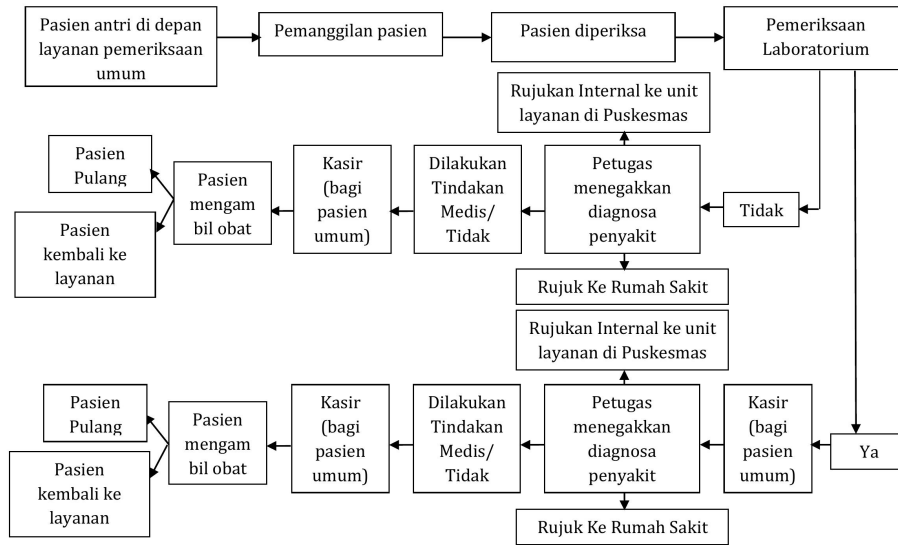 Pasien antri di depan
layanan pemeriksaan
umum
Pemanggilan pasien
Pasien diperiksa
Pemeriksaan
Laboratorium
Rujukan Internal ke unit
layanan di Puskesmas
Pasien
Pulang
Pasien
kembali ke
layanan
Pasien
mengam
bil obat
Kasir
(bagi
pasien
umum)
Dilakukan
Tindakan
Medis/
Tidak
Petugas
menegakkan
diagnosa
penyakit
Tidak
Rujuk Ke Rumah Sakit
Rujukan Internal ke unit
layanan di Puskesmas
Pasien
Pulang
Pasien
kembali ke
layanan
Pasien
mengam
bil obat
Kasir
(bagi
pasien
umum)
Dilakukan
Tindakan
Medis/
Tidak
Petugas
menegakkan
diagnosa
penyakit
Kasir
(bagi
pasien
umum)
Ya
Rujuk Ke Rumah Sakit